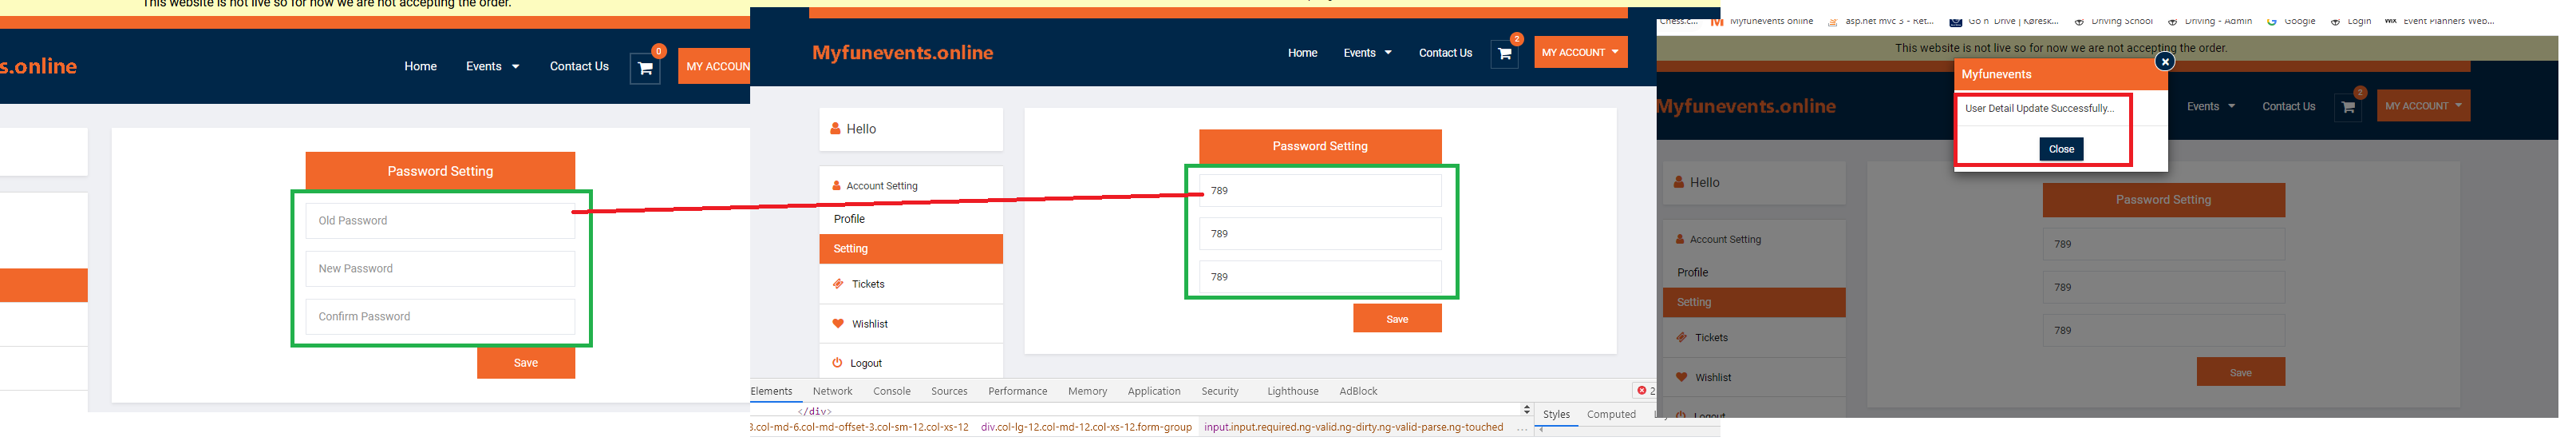 This website is not live so for now we are not accepting the order.
s.online
Home
Events
Contact Us
0
MY ACCOUN
Password Setting
Old Password
New Password
Confirm Password
Save
Myfunevents.online
Home
Events
Contact Us
2
MY ACCOUNT
Hello
Account Setting
Profile
Setting
Tickets
Wishlist
Logout
Password Setting
789
789
789
Save
Elements
Network
Console
Sources
Performance
Memory
Application
Security
Lighthouse
AdBlock
2
</div>
Styles
Computed
3.col-md-6.col-md-offset-3.col-sm-12.col-xs-12
div.col-lg-12.col-md-12.col-xs-12.form-group
input.input.required.ng-valid.ng-dirty.ng-valid-parse.ng-touched
...
Chess.c...
Myfunevents online
asp.net mvc 3 - Ret...
Go'n' Drive | Køresk...
Driving School
Driving - Admin
Google
Login
WIX
Event Planners Web...
This website is not live so for now we are not accepting the order.
Myfunevents
User Detail Update Successfully...
Close
Myfunevents.online
Events
Contact Us
2
MY ACCOUNT
Hello
Account Setting
Profile
Setting
Tickets
Wishlist
Logout
Password Setting
789
789
789
Save